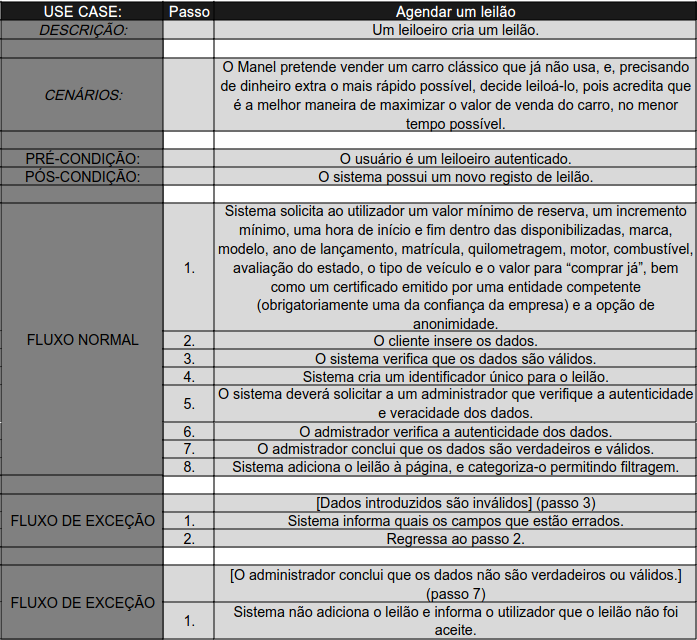 USE CASE: Passo Agendar um leilão
DESCRIÇÃO: Um leiloeiro cria um leilão.
CENÁRIOS:
O Manel pretende vender um carro clássico que já não usa, e, precisando
de dinheiro extra o mais rápido possível, decide leiloá-lo, pois acredita que
é a melhor maneira de maximizar o valor de venda do carro, no menor
tempo possível.
PRÉ-CONDIÇÃO: O usuário é um leiloeiro autenticado.
PÓS-CONDIÇÃO: O sistema possui um novo registo de leilão.
FLUXO NORMAL
1.
Sistema solicita ao utilizador um valor mínimo de reserva, um incremento
mínimo, uma hora de início e fim dentro das disponibilizadas, marca,
modelo, ano de lançamento, matrícula, quilometragem, motor, combustível,
avaliação do estado, o tipo de veículo e o valor para “comprar já”, bem
como um certificado emitido por uma entidade competente
(obrigatoriamente uma da confiança da empresa) e a opção de
anonimidade.
2. O cliente insere os dados.
3. O sistema verifica que os dados são válidos.
4. Sistema cria um identificador único para o leilão.
5.
O sistema deverá solicitar a um administrador que verifique a autenticidade
e veracidade dos dados.
6. O admistrador verifica a autenticidade dos dados.
7. O admistrador conclui que os dados são verdadeiros e válidos.
8. Sistema adiciona o leilão à página, e categoriza-o permitindo filtragem.
FLUXO DE EXCEÇÃO
[Dados introduzidos são inválidos] (passo 3)
1. Sistema informa quais os campos que estão errados.
2. Regressa ao passo 2.
FLUXO DE EXCEÇÃO
[O administrador conclui que os dados não são verdadeiros ou válidos.]
(passo 7)
1.
Sistema não adiciona o leilão e informa o utilizador que o leilão não foi
aceite.